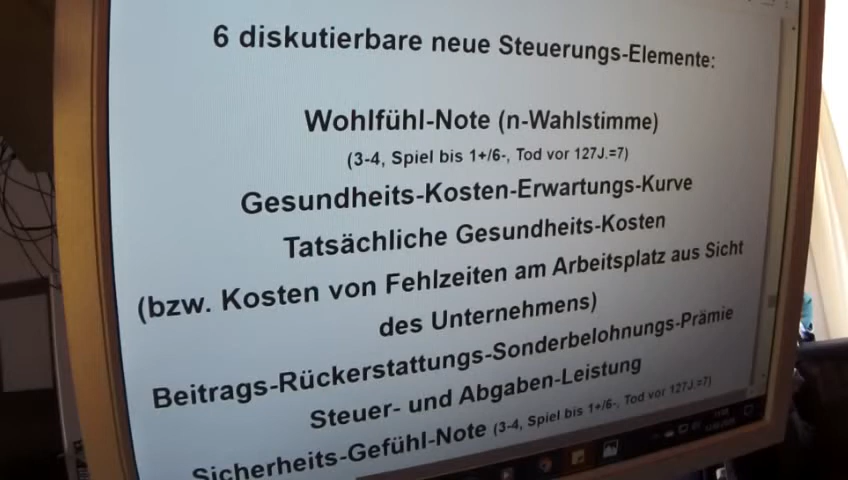 6 diskutierbare neue Steuerungs-Elemente:
Wohlfühl-Note (n-Wahlstimme)
(3-4, Spiel bis 1+/6-, Tod vor 127J.=7)
Gesundheits-Kosten-Erwartungs-Kurve
Tatsächliche Gesundheits-Kosten
(bzw. Kosten von Fehlzeiten am Arbeitsplatz aus Sicht
des Unternehmens)
Beitrags-Rückerstattungs-Sonderbelohnungs-Prämie
Steuer- und Abgaben-Leistung
Sicherheits-Gefühl-Note (3-4, Spiel bis 1+/6-, Tod vor 127J.=7)